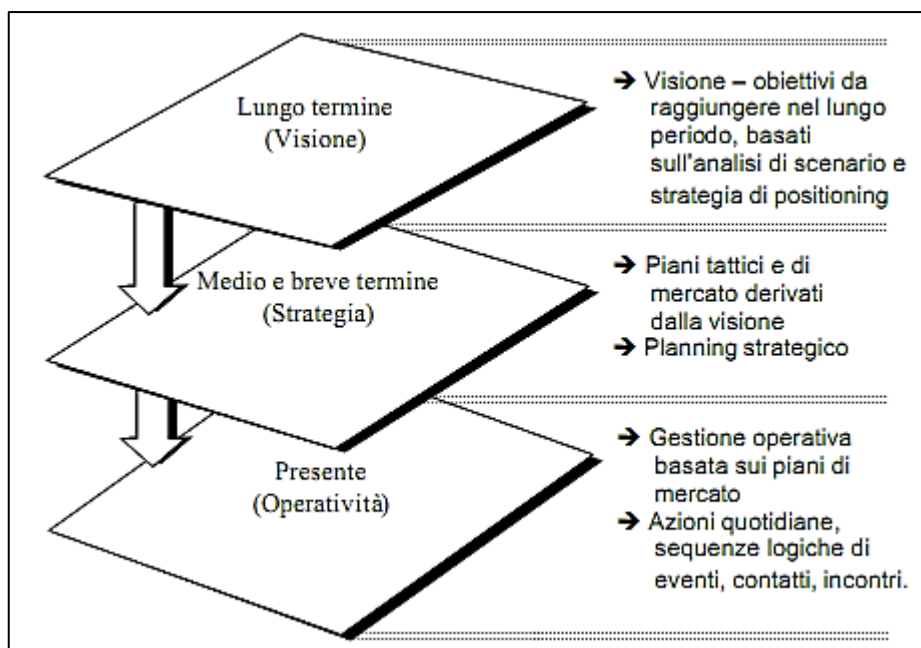 Lungo termine
(Visione)
➔ Visione – obiettivi da
raggiungere nel lungo
periodo, basati
sull'analisi di scenario e
strategia di positioning
Medio e breve termine
(Strategia)
➔ Piani tattici e di
mercato derivati
dalla visione
➔ Planning strategico
Presente
(Operatività)
➔ Gestione operativa
basata sui piani di
mercato
➔ Azioni quotidiane,
sequenze logiche di
eventi, contatti, incontri.